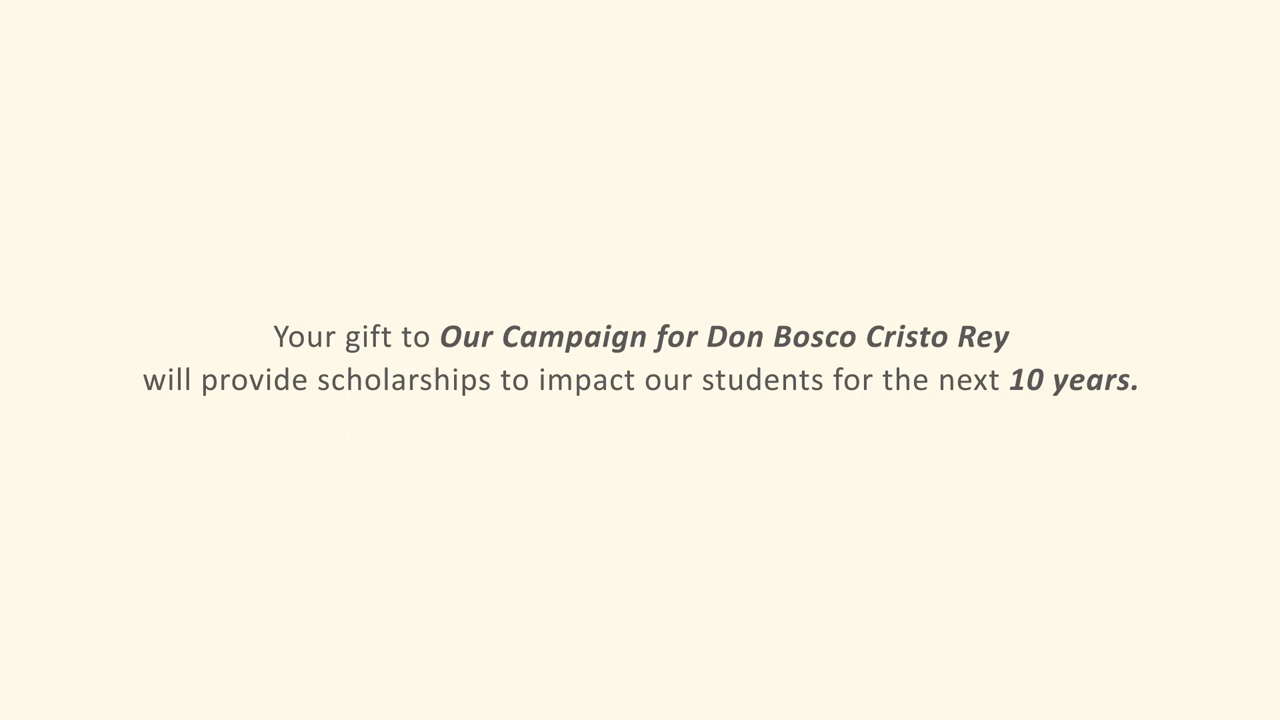 Your gift to Our Campaign for Don Bosco Cristo Rey
will provide scholarships to impact our students for the next 10 years.